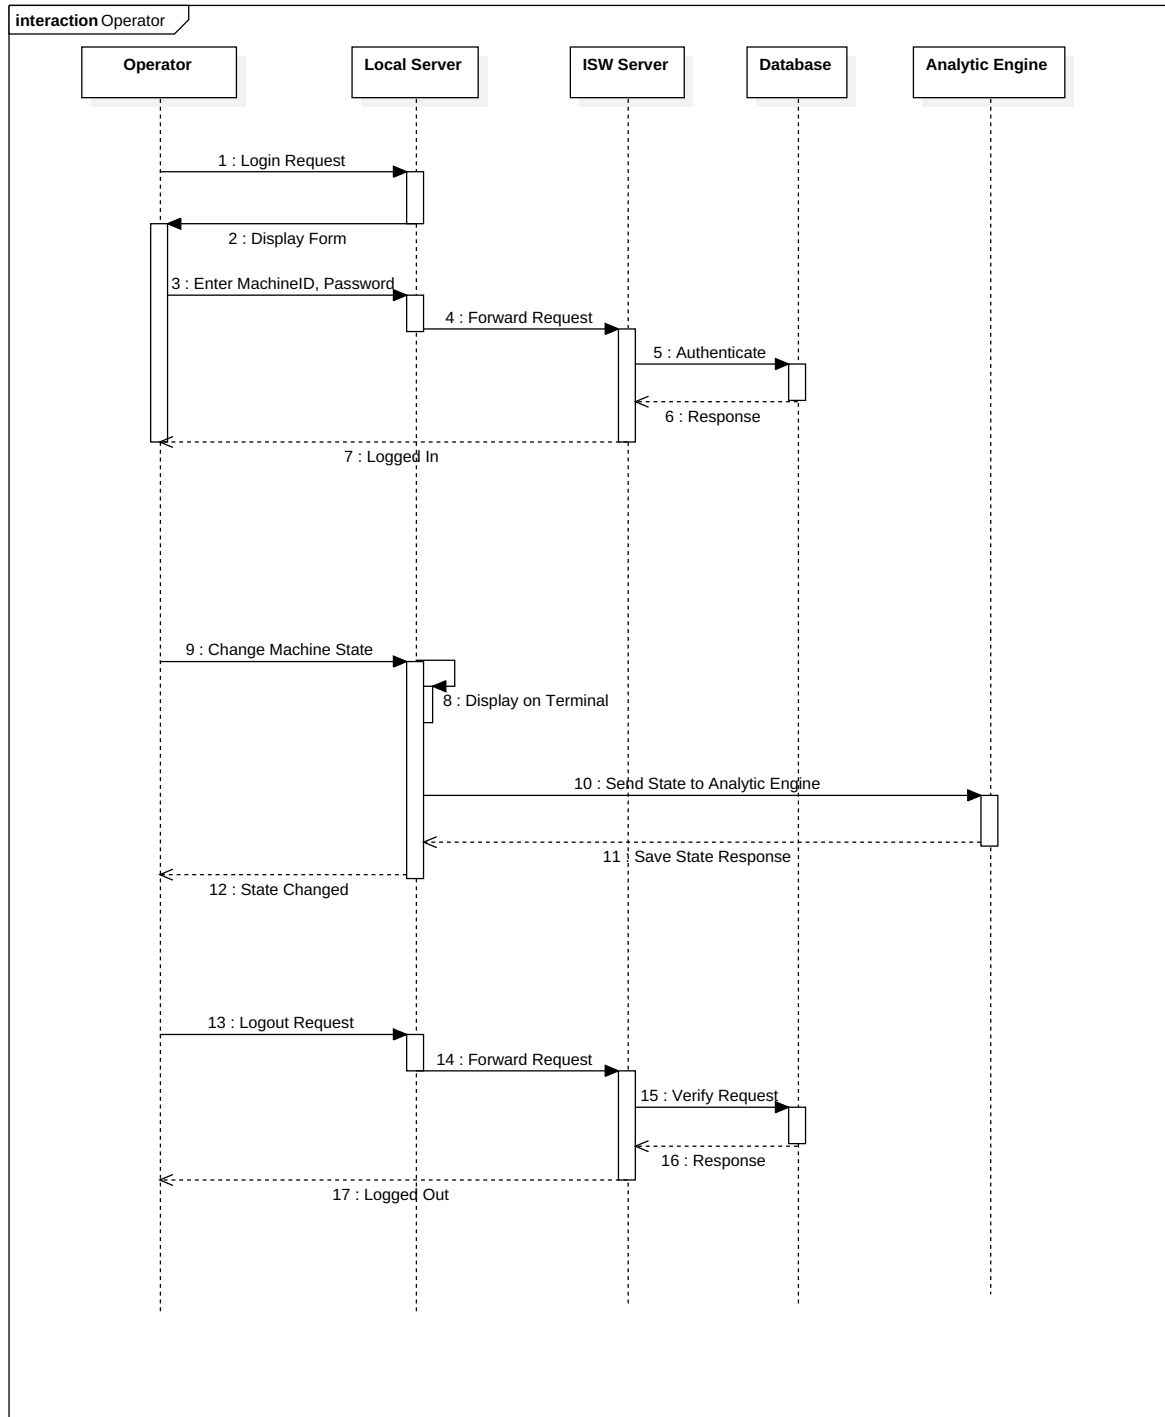 interaction Operator
Operator
Local Server
ISW Server
Database
Analytic Engine
1 : Login Request
2 : Display Form
3 : Enter MachineID, Password
4 : Forward Request
5 : Authenticate
6 : Response
7 : Logged In
9 : Change Machine State
8 : Display on Terminal
10 : Send State to Analytic Engine
11 : Save State Response
12 : State Changed
13 : Logout Request
14 : Forward Request
15 : Verify Request
16 : Response
17 : Logged Out